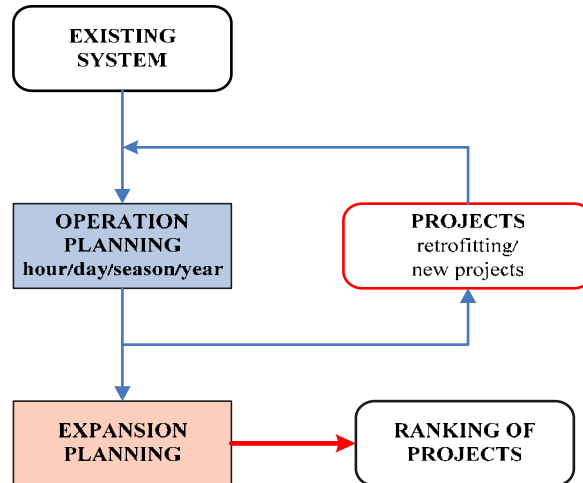 EXISTING
SYSTEM
OPERATION
PLANNING
hour/day/season/year
PROJECTS
retrofitting/
new projects
EXPANSION
PLANNING
RANKING OF
PROJECTS